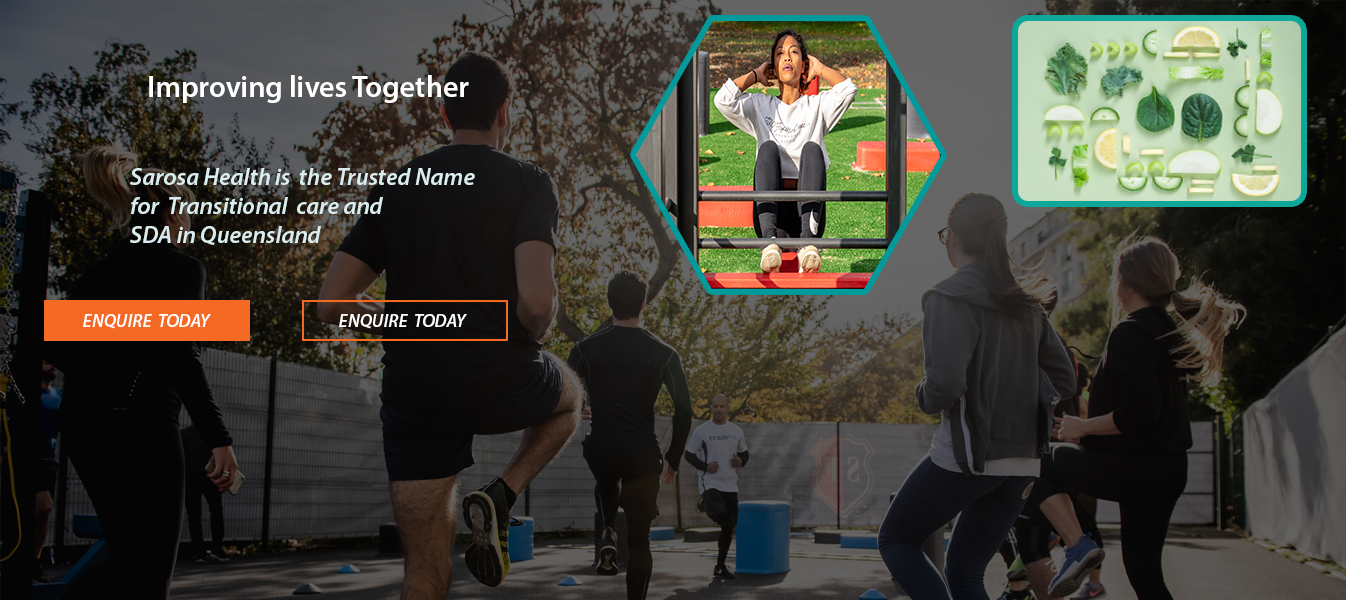 Improving lives Together
Sarosa Health is the Trusted Name
for Transitional care and
SDA in Queensland
ENQUIRE TODAY
ENQUIRE TODAY